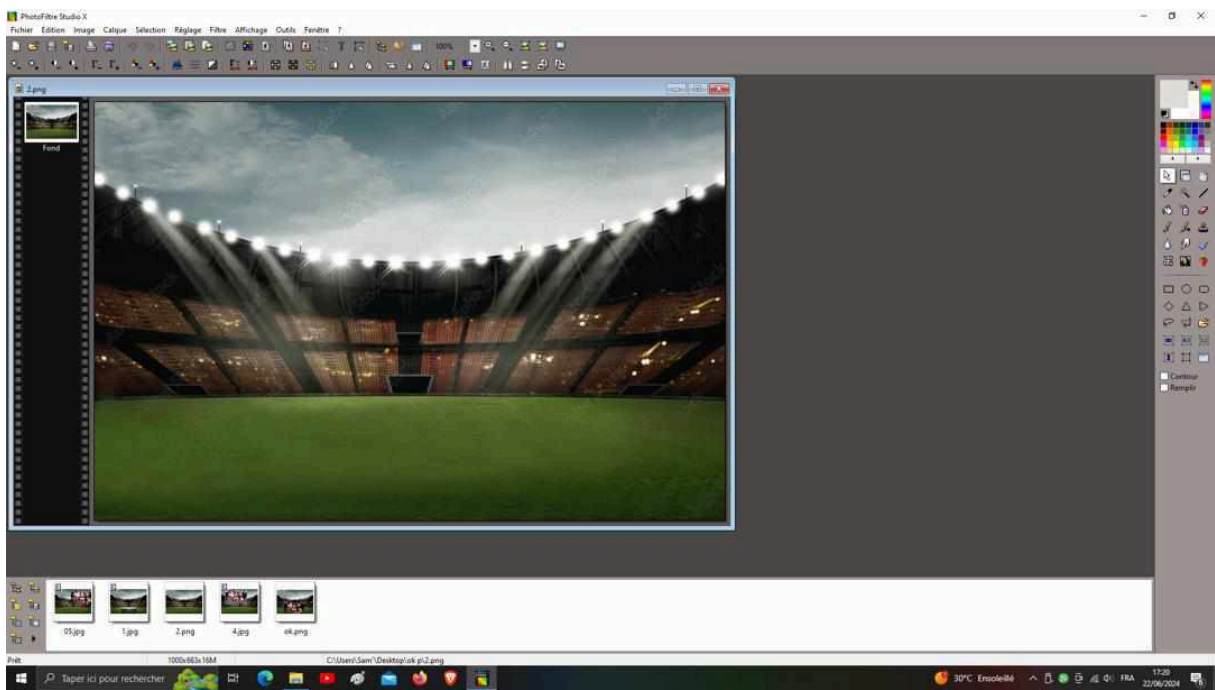 PhotoFiltre Studio X
Fichier Edition Image Calque Sélection Réglage Filtre Affichage Outils Fenêtre ?
100%
2.png
Fond
Contour
Remplir
05.jpg 1.jpg 2.png 4.jpg ok.png
Prêt 1000x663x16M C:\Users\Sam'\Desktop\ok p\2.png
Taper ici pour rechercher 30°C Ensoleillé FRA 17:20
22/06/2024